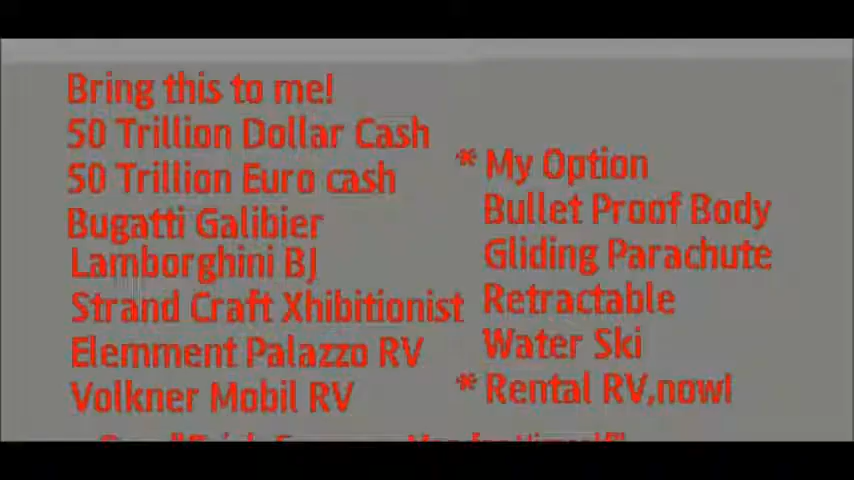 Bring this to me!
50 Trillion Dollar Cash
50 Trillion Euro cash
Bugatti Galibier
Lamborghini BJ
Strand Craft Xhibitionist
Elemment Palazzo RV
Volkner Mobil RV
* My Option
Bullet Proof Body
Gliding Parachute
Retractable
Water Ski
* Rental RV,now!